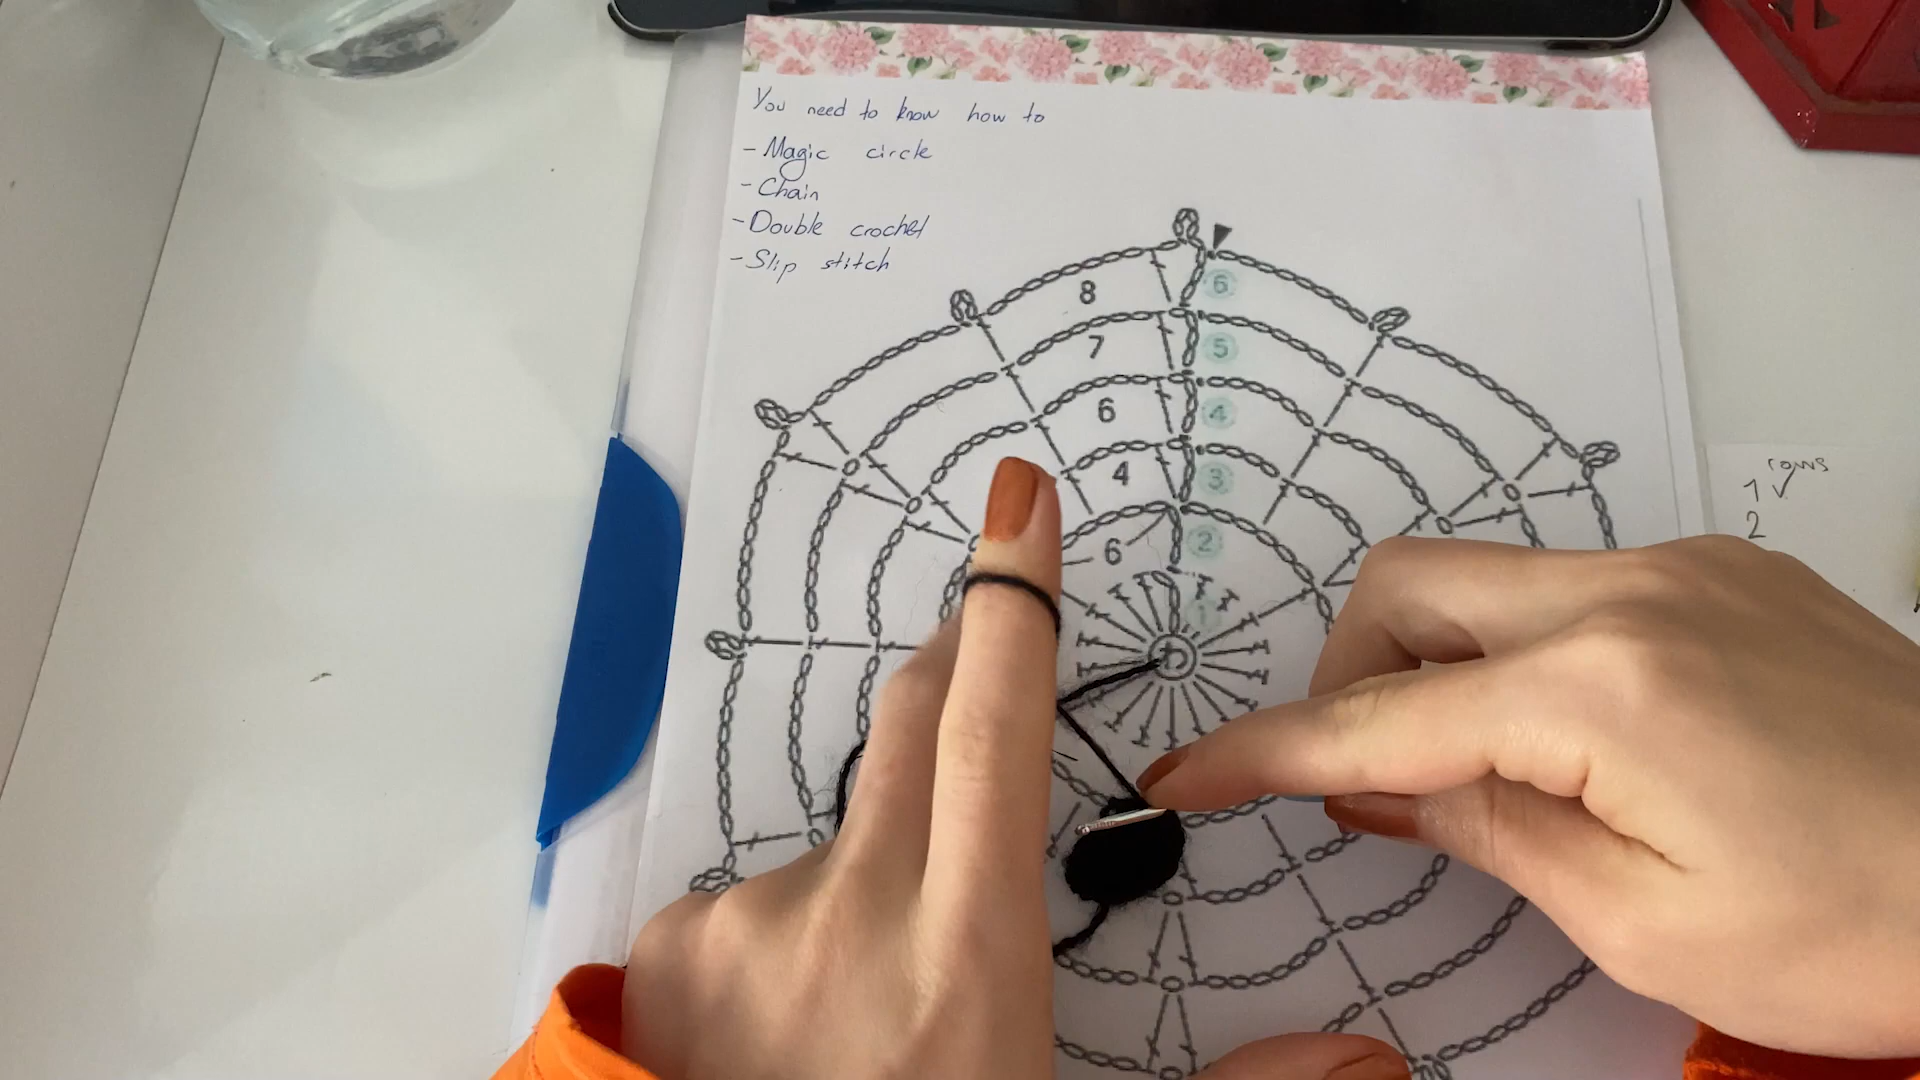 You need to know how to
- Magic circle
- Chain
- Double crochet
- Slip stitch
6
8
5
7
4
6
3
4
2
6
1
rows
1 ✓
2